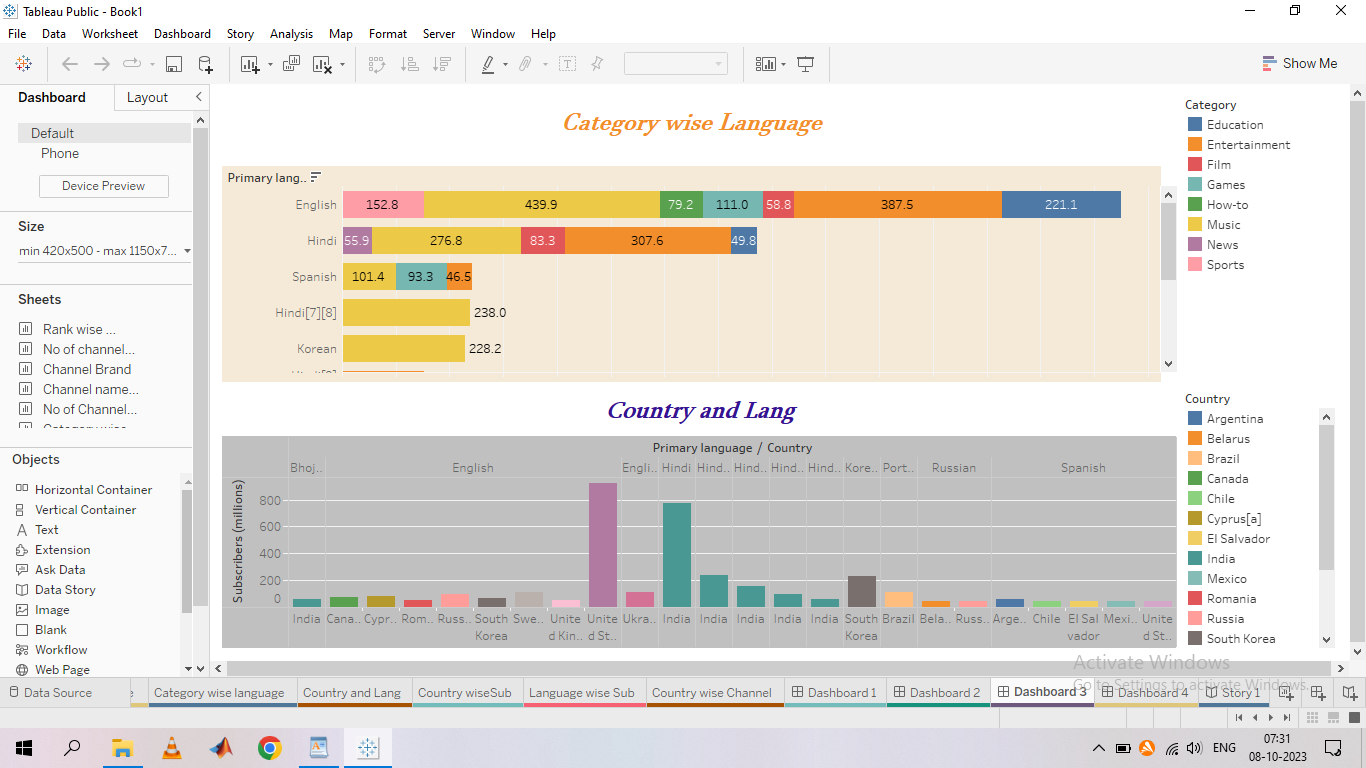 Tableau Public - Book1
File Data Worksheet Dashboard Story Analysis Map Format Server Window Help
Show Me
Dashboard Layout
Default
Phone
Device Preview
Size
min 420x500 - max 1150x7...
Sheets
Rank wise ...
No of channel...
Channel Brand
Channel name...
No of Channel...
Objects
Horizontal Container
Vertical Container
Text
Extension
Ask Data
Data Story
Image
Blank
Workflow
Web Page
Category wise Language
Primary lang..
English 152.8 439.9 79.2 111.0 58.8 387.5 221.1
Hindi 55.9 276.8 83.3 307.6 49.8
Spanish 101.4 93.3 46.5
Hindi[7][8] 238.0
Korean 228.2
Category
Education
Entertainment
Film
Games
How-to
Music
News
Sports
Country and Lang
Primary language / Country
Bhoj.. English Engli.. Hindi Hind.. Hind.. Hind.. Hind.. Kore.. Port.. Russian Spanish
Subscribers (millions)
800
600
400
200
0
India Cana.. Cypr.. Rom.. Russ.. South Korea Swe.. Unite d Kin.. Unite d St.. Ukra.. India India India India India South Korea Brazil Bela.. Russ.. Arge.. Chile El Sal vador Mexi.. Unite d St..
Country
Argentina
Belarus
Brazil
Canada
Chile
Cyprus[a]
El Salvador
India
Mexico
Romania
Russia
South Korea
Activate Windows
Go to Settings to activate Windows.
Data Source Category wise language Country and Lang Country wiseSub Language wise Sub Country wise Channel Dashboard 1 Dashboard 2 Dashboard 3 Dashboard 4 Story 1
ENG
07:31
08-10-2023